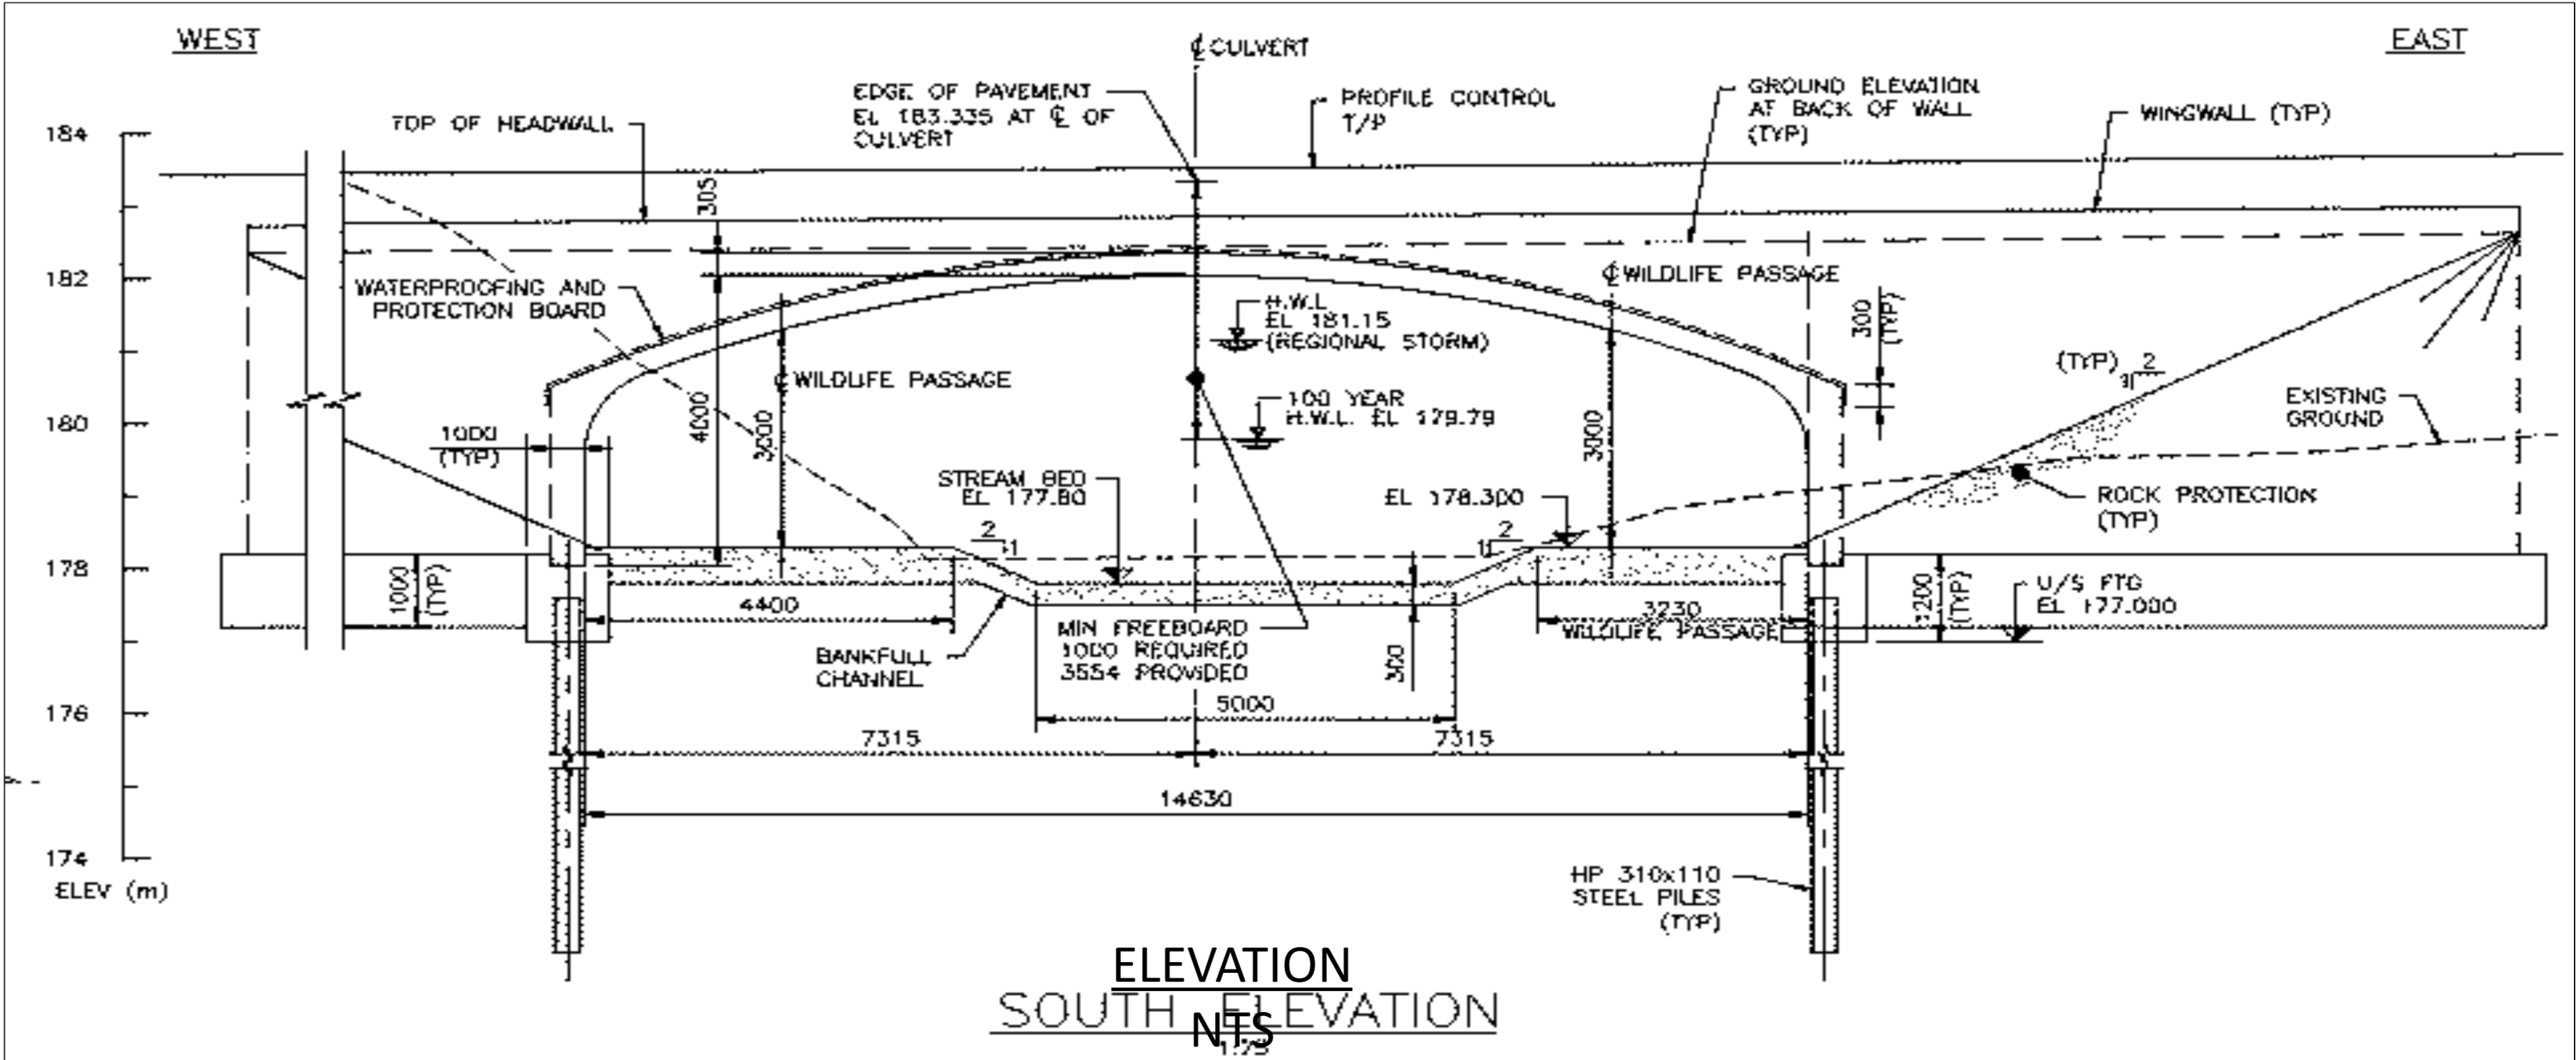 WEST
EAST
℄ CULVERT
EDGE OF PAVEMENT
EL 183.335 AT ℄ OF
CULVERT
PROFILE CONTROL
T/P
GROUND ELEVATION
AT BACK OF WALL
(TYP)
WINGWALL (TYP)
TOP OF HEADWALL
184
182
180
178
176
174
ELEV (m)
305
WATERPROOFING AND
PROTECTION BOARD
H.W.L
EL 181.15
(REGIONAL STORM)
℄ WILDLIFE PASSAGE
300
(TYP)
℄ WILDLIFE PASSAGE
4000
3000
3000
100 YEAR
H.W.L. EL 179.79
(TYP)
2
1
EXISTING
GROUND
1000
(TYP)
STREAM BED
EL 177.80
EL 178.300
ROCK PROTECTION
(TYP)
2
1
2
1
1000
(TYP)
4400
BANKFULL
CHANNEL
MIN FREEBOARD
1000 REQUIRED
3554 PROVIDED
300
3230
WILDLIFE PASSAGE
1200
(TYP)
U/S FTG
EL 177.000
5000
7315
7315
14630
HP 310x110
STEEL PILES
(TYP)
ELEVATION
SOUTH ELEVATION
NTS
1:75